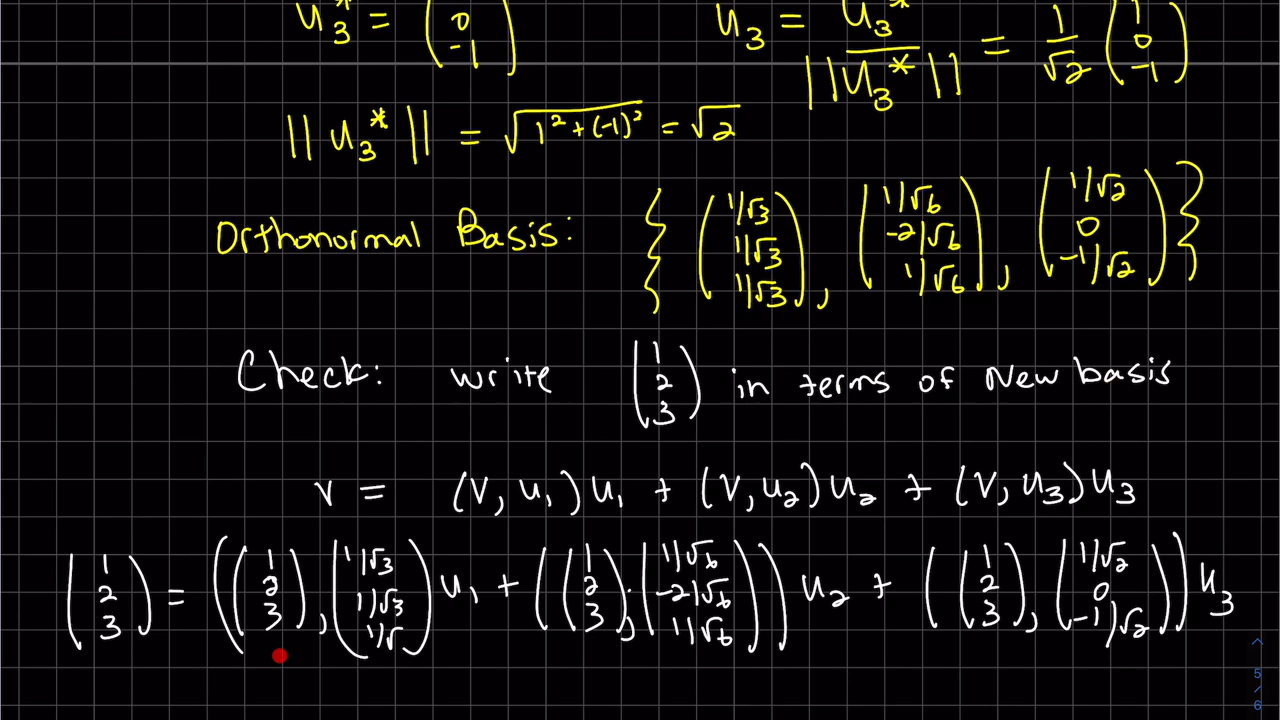 u₃* = ( 0 -1 )    u₃ = u₃* / ||u₃*|| = 1/√2 ( 1 0 -1 )
||u₃*|| = √1² + (-1)² = √2
Orthonormal Basis: { ( 1/√3 1/√3 1/√3 ), ( 1/√6 -2/√6 1/√6 ), ( 1/√2 0 -1/√2 ) }
Check: write ( 1 2 3 ) in terms of New basis
v = (v, u₁)u₁ + (v, u₂)u₂ + (v, u₃)u₃
( 1 2 3 ) = ( ( 1 2 3 ), ( 1/√3 1/√3 1/√ ) u₁ + ( ( 1 2 3 ), ( 1/√6 -2/√6 1/√6 ) ) u₂ + ( ( 1 2 3 ), ( 1/√2 0 -1/√2 ) ) u₃
5 / 6